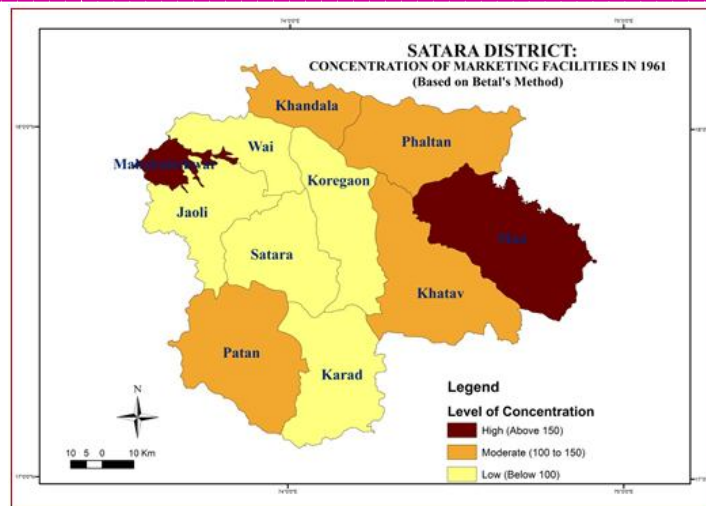 SATARA DISTRICT:
CONCENTRATION OF MARKETING FACILITIES IN 1961
(Based on Betal's Method)
Khandala
Phaltan
Wai
Mahabaleshwar
Koregaon
Jaoli
Man
Satara
Khatav
Patan
Karad
N
10 5 0 10 Km
Legend
Level of Concentration
High (Above 150)
Moderate (100 to 150)
Low (Below 100)